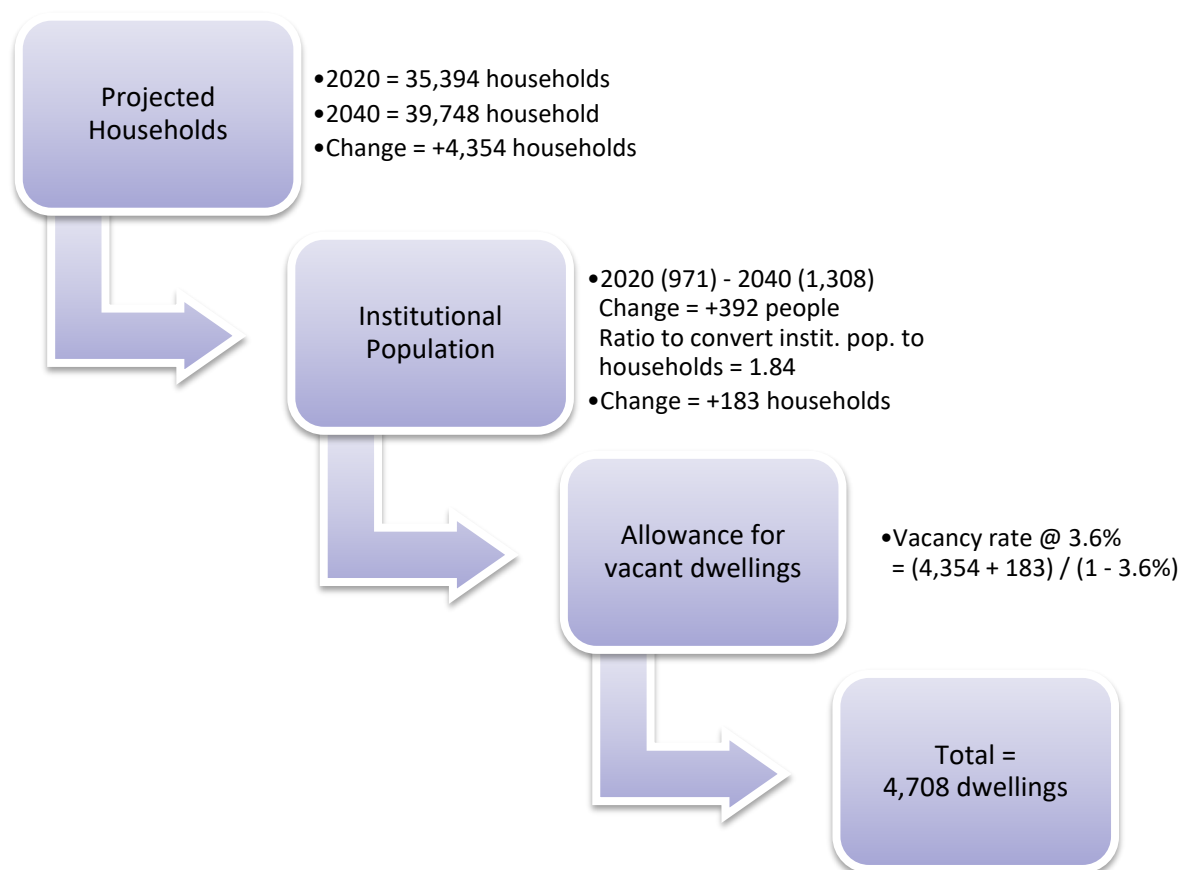 Projected
Households
•2020 = 35,394 households
•2040 = 39,748 household
•Change = +4,354 households
Institutional
Population
•2020 (971) - 2040 (1,308)
Change = +392 people
Ratio to convert instit. pop. to
households = 1.84
•Change = +183 households
Allowance for
vacant dwellings
•Vacancy rate @ 3.6%
= (4,354 + 183) / (1 - 3.6%)
Total =
4,708 dwellings